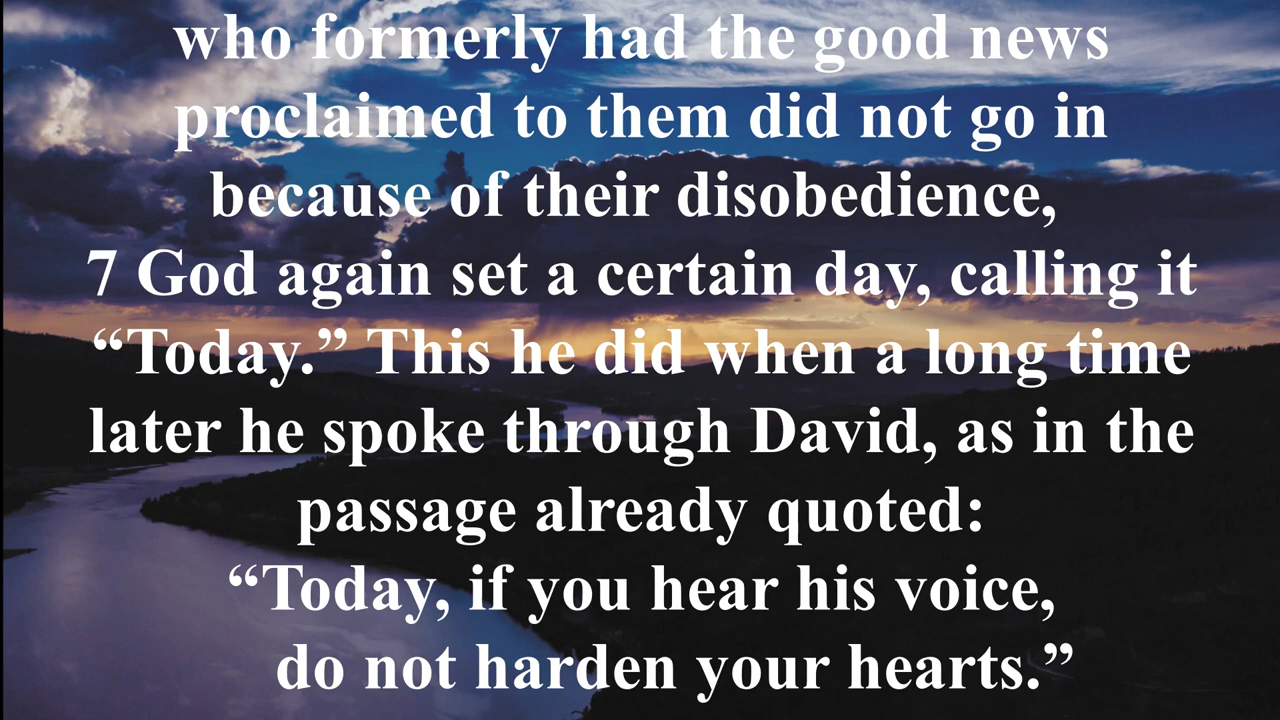 who formerly had the good news
proclaimed to them did not go in
because of their disobedience,
7 God again set a certain day, calling it
“Today.” This he did when a long time
later he spoke through David, as in the
passage already quoted:
“Today, if you hear his voice,
do not harden your hearts.”